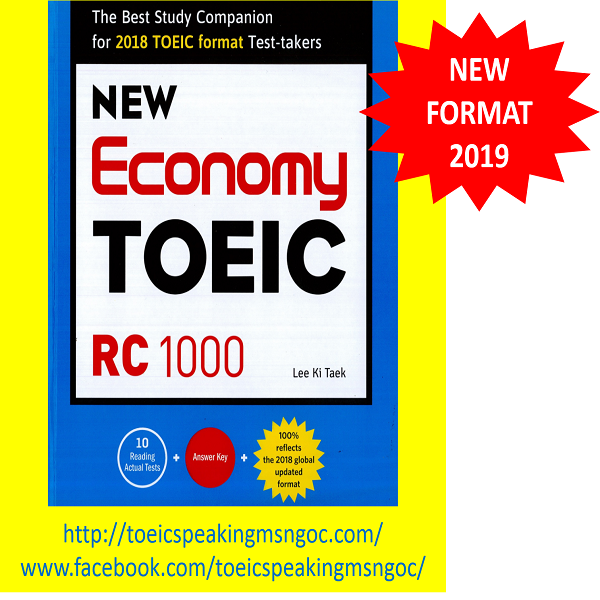 The Best Study Companion
for 2018 TOEIC format Test-takers
NEW
FORMAT
2019
NEW
Economy
TOEIC
RC 1000
Lee Ki Taek
10
Reading
Actual Tests
+
Answer Key
+
100%
reflects
the 2018 global
updated
format
http://toeicspeakingmsngoc.com/
www.facebook.com/toeicspeakingmsngoc/